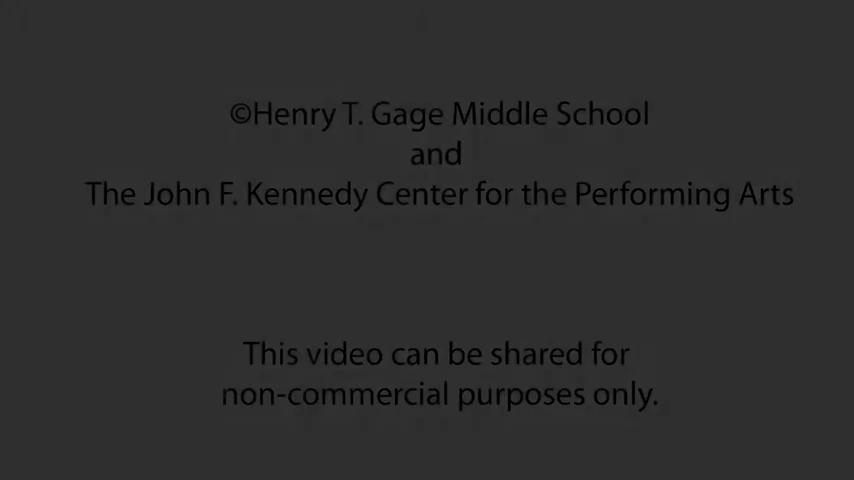 ©Henry T. Gage Middle School
and
The John F. Kennedy Center for the Performing Arts
This video can be shared for
non-commercial purposes only.